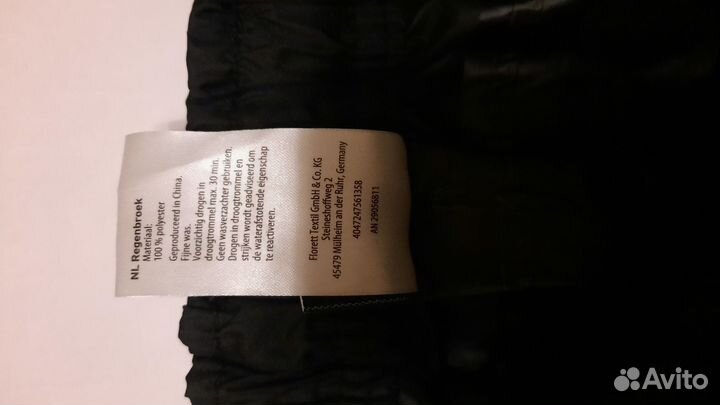 NL Regenbroek
Materiaal:
100 % polyester
Geproduceerd in China.
Fijne was.
Voorzichtig drogen in
droogtrommel max. 30 min.
Geen wasverzachter gebruiken.
Drogen in droogtrommel en
strijken wordt geadviseerd om
de waterafstotende eigenschap
te reactiveren.
Florett Textil GmbH & Co. KG
Steineshoffweg 2
45479 Mülheim an der Ruhr, Germany
4047247561358
AN 29056811
Avito